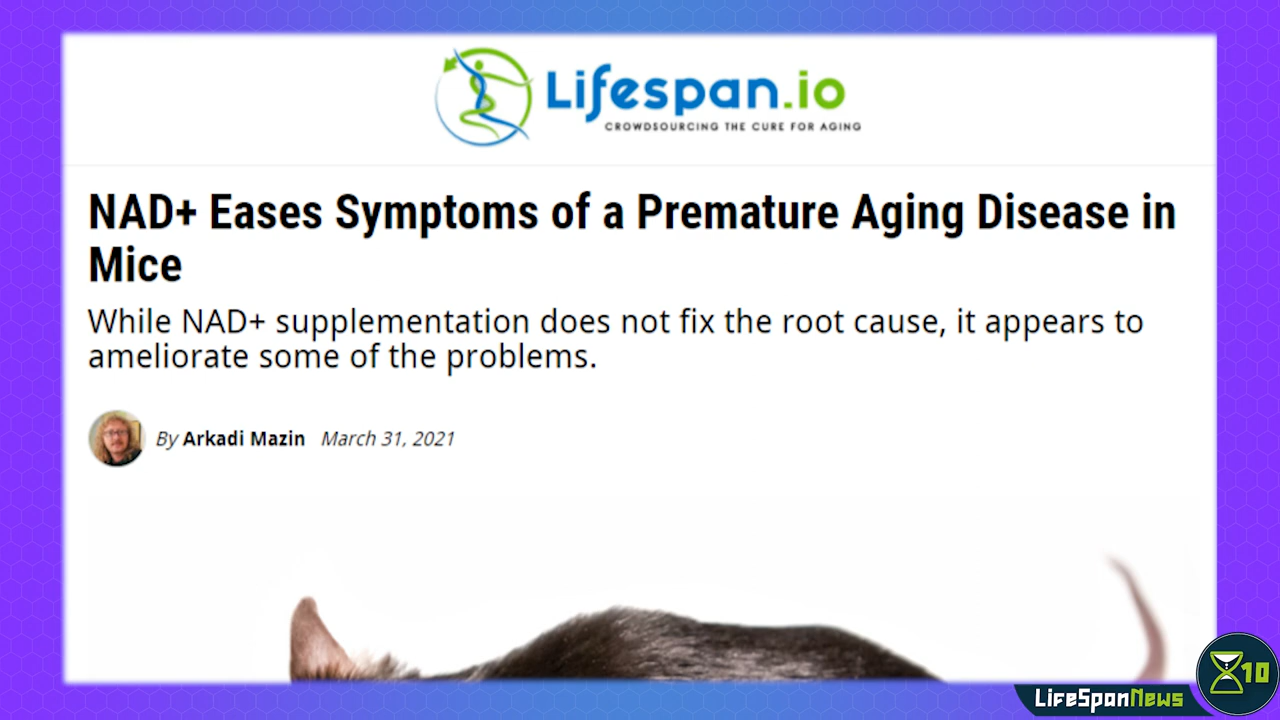 Lifespan.io
CROWDSOURCING THE CURE FOR AGING
NAD+ Eases Symptoms of a Premature Aging Disease in
Mice
While NAD+ supplementation does not fix the root cause, it appears to
ameliorate some of the problems.
By Arkadi Mazin March 31, 2021
10
LifeSpanNews